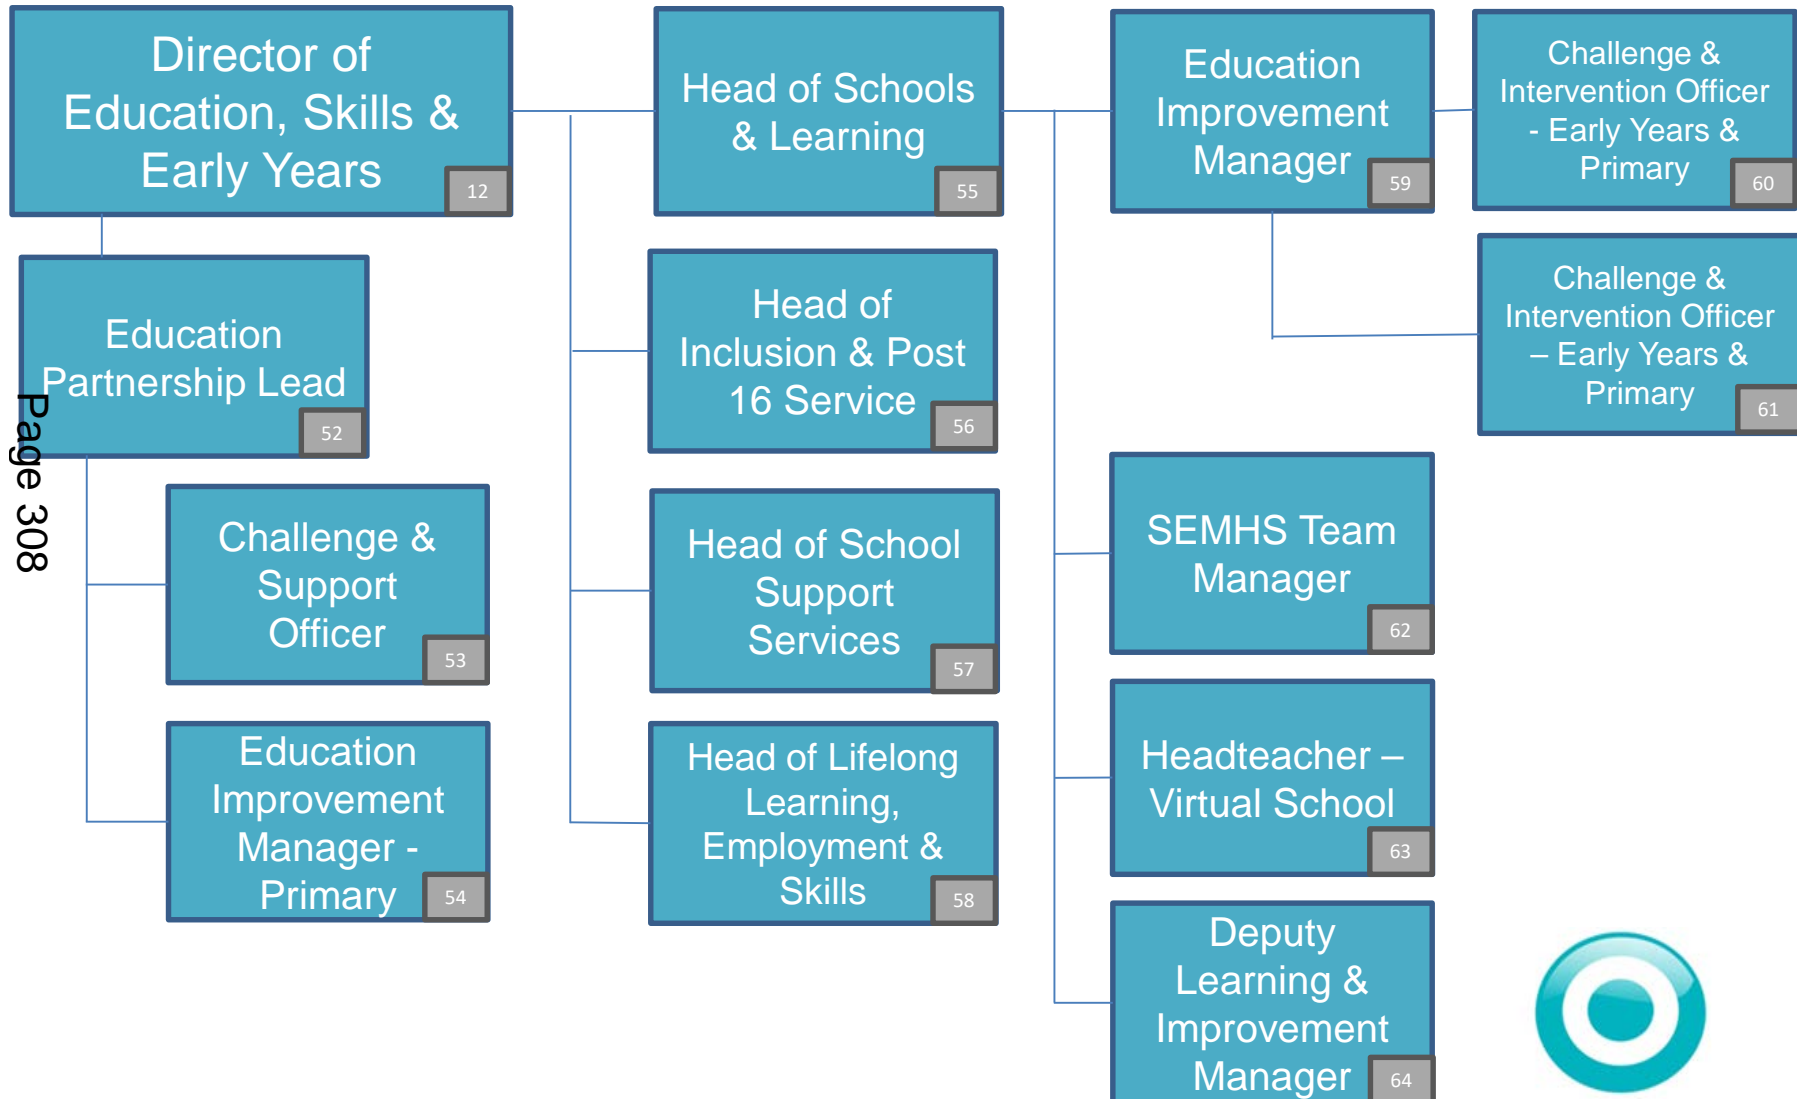 Director of
Education, Skills &
Early Years
12
Head of Schools
& Learning
55
Education
Improvement
Manager
59
Challenge &
Intervention Officer
- Early Years &
Primary
60
Challenge &
Intervention Officer
– Early Years &
Primary
61
Education
Partnership Lead
52
Head of
Inclusion & Post
16 Service
56
Page 308
Challenge &
Support
Officer
53
Head of School
Support
Services
57
SEMHS Team
Manager
62
Education
Improvement
Manager -
Primary
54
Head of Lifelong
Learning,
Employment &
Skills
58
Headteacher –
Virtual School
63
Deputy
Learning &
Improvement
Manager
64